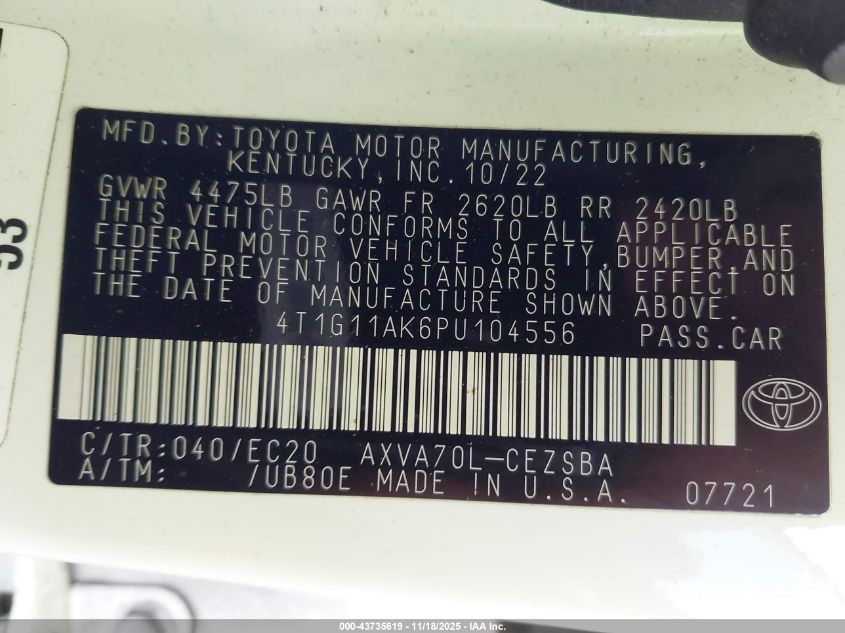 53
MFD.BY:TOYOTA MOTOR MANUFACTURING,
KENTUCKY,INC.10/22
GVWR 4475LB GAWR FR 2620LB RR 2420LB
THIS VEHICLE CONFORMS TO ALL APPLICABLE
FEDERAL MOTOR VEHICLE SAFETY,BUMPER,AND
THEFT PREVENTION STANDARDS IN EFFECT ON
THE DATE OF MANUFACTURE SHOWN ABOVE.
4T1G11AK6PU104556 PASS.CAR
C/TR:040/EC20 AXVA70L-CEZSBA
A/TM: /UB80E MADE IN U.S.A. 07721
000-43735619 - 11/18/2025 - IAA Inc.